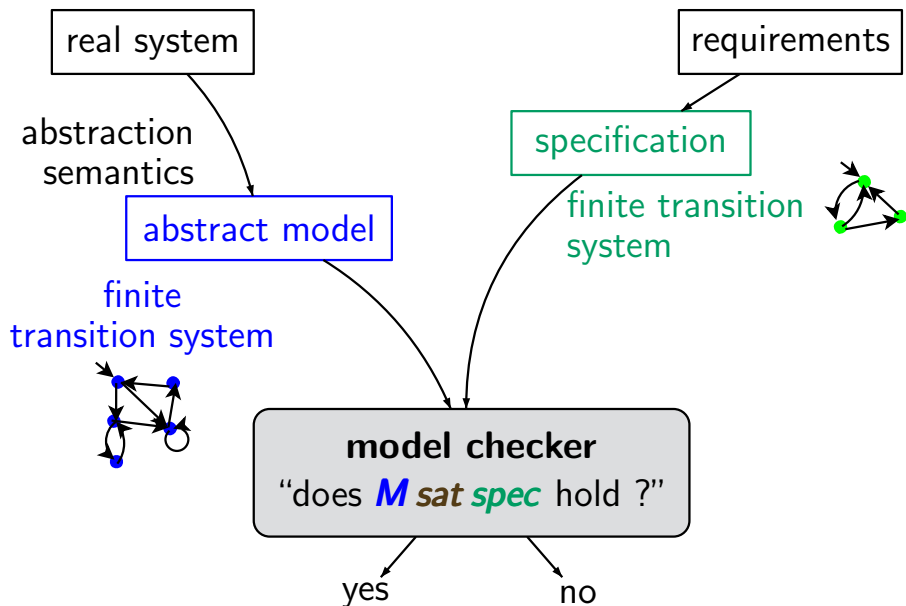 real system
requirements
abstraction
semantics
specification
abstract model
finite transition
system
finite
transition system
model checker
“does M sat spec hold ?”
yes
no